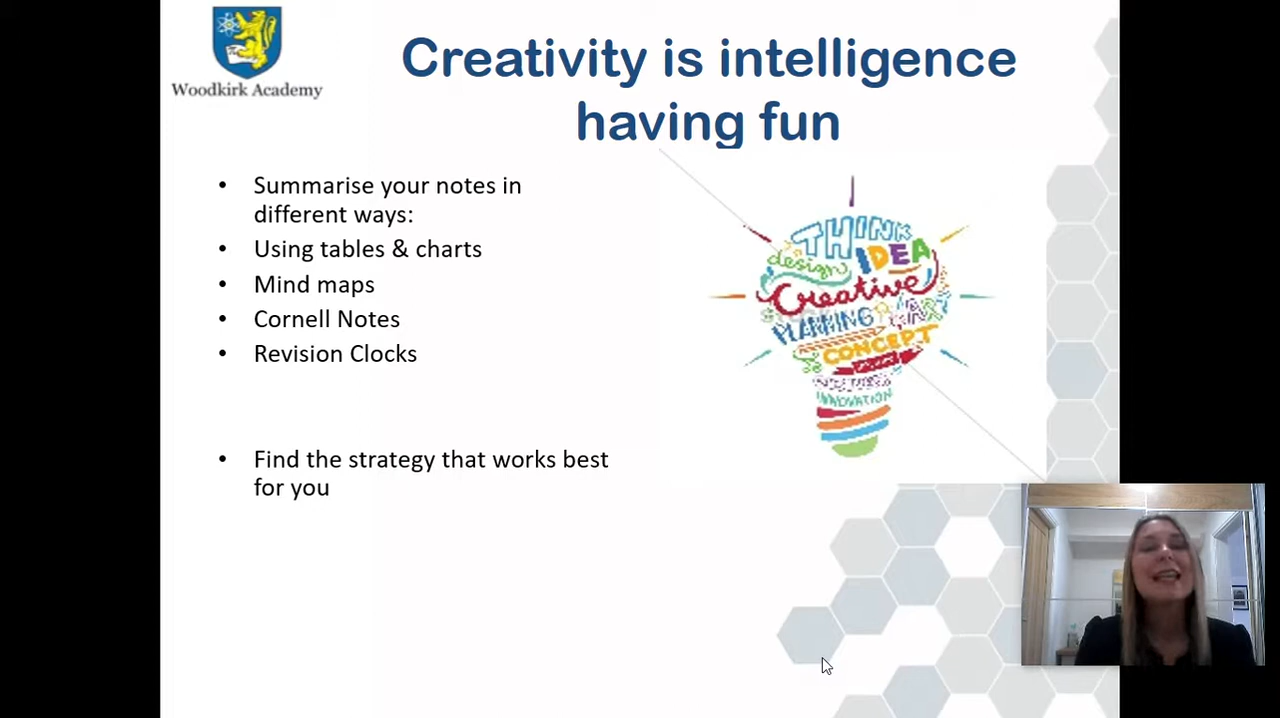 Woodkirk Academy
Creativity is intelligence
having fun
• Summarise your notes in
different ways:
• Using tables & charts
• Mind maps
• Cornell Notes
• Revision Clocks
• Find the strategy that works best
for you
THINK
design IDEA
Creative
PLANNING
CONCEPT
INNOVATION